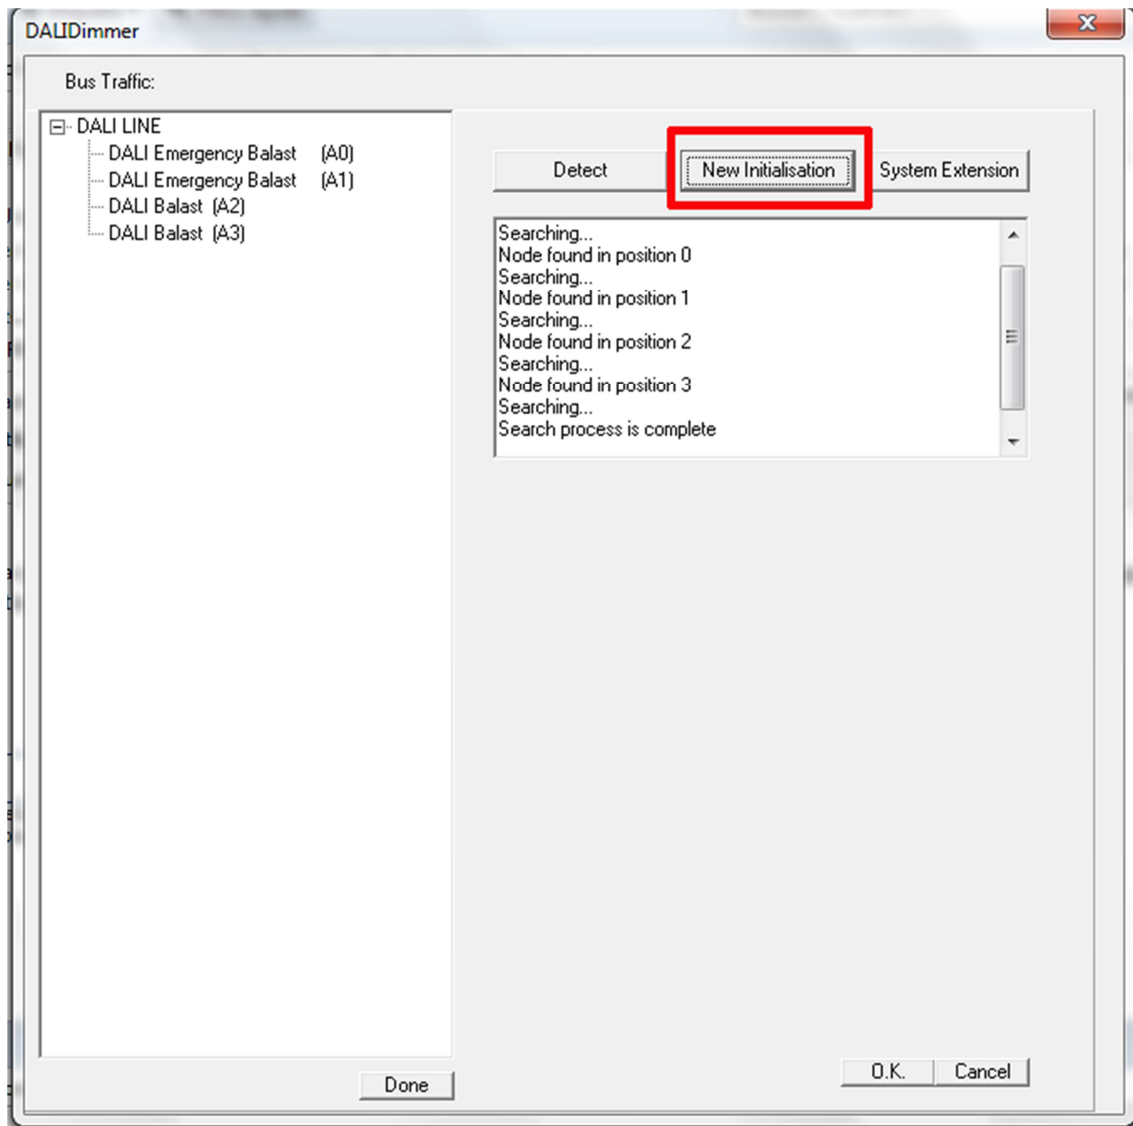 DALIDimmer
Bus Traffic:
DALI LINE
DALI Emergency Balast (A0)
DALI Emergency Balast (A1)
DALI Balast (A2)
DALI Balast (A3)
Detect
New Initialisation
System Extension
Searching...
Node found in position 0
Searching...
Node found in position 1
Searching...
Node found in position 2
Searching...
Node found in position 3
Searching...
Search process is complete
Done
O.K.
Cancel